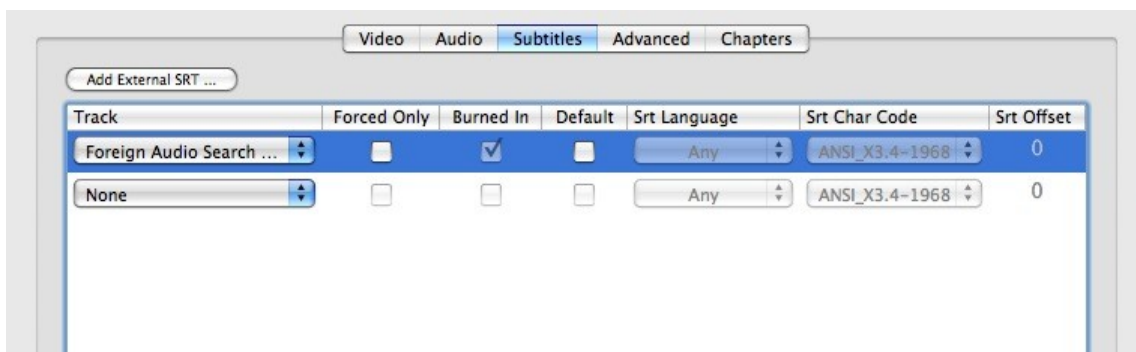 Video Audio Subtitles Advanced Chapters
Add External SRT ...
Track Forced Only Burned In Default Srt Language Srt Char Code Srt Offset
Foreign Audio Search ... Any ANSI_X3.4-1968 0
None Any ANSI_X3.4-1968 0